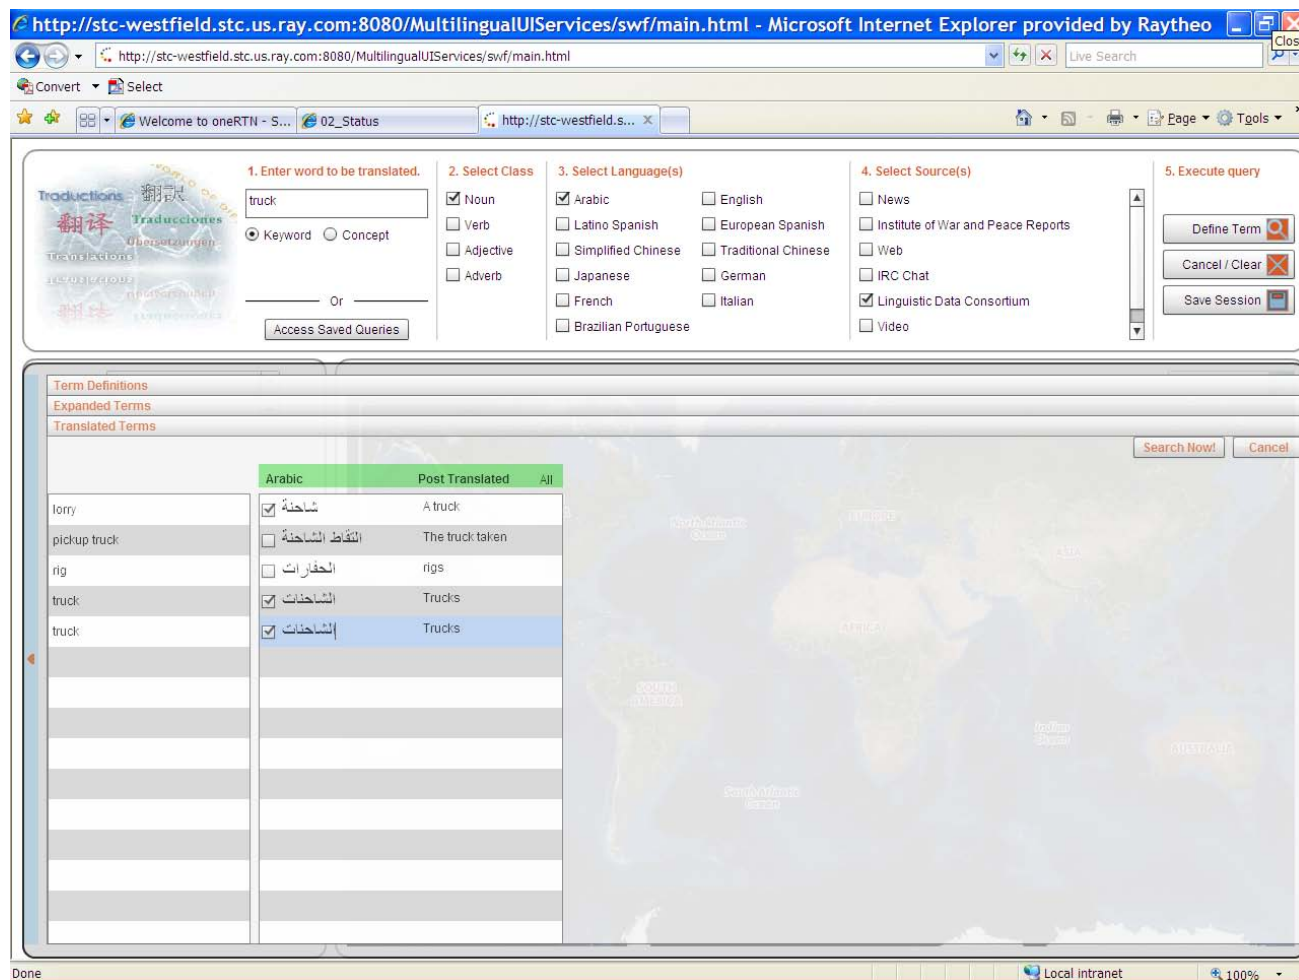 http://stc-westfield.stc.us.ray.com:8080/MultilingualUIServices/swf/main.html - Microsoft Internet Explorer provided by Raytheo
Clos
http://stc-westfield.stc.us.ray.com:8080/MultilingualUIServices/swf/main.html
Live Search
Convert
Select
Welcome to oneRTN - S...
02_Status
http://stc-westfield.s...
Page
Tools
Traductions
翻訳
翻译
Traducciones
Übersetzungen
Translations
1. Enter word to be translated.
truck
Keyword
Concept
Or
Access Saved Queries
2. Select Class
Noun
Verb
Adjective
Adverb
3. Select Language(s)
Arabic
English
Latino Spanish
European Spanish
Simplified Chinese
Traditional Chinese
Japanese
German
French
Italian
Brazilian Portuguese
4. Select Source(s)
News
Institute of War and Peace Reports
Web
IRC Chat
Linguistic Data Consortium
Video
5. Execute query
Define Term
Cancel / Clear
Save Session
Term Definitions
Expanded Terms
Translated Terms
Search Now!
Cancel
Arabic Post Translated All
lorry شاحنة A truck
pickup truck التقاط الشاحنة The truck taken
rig الحفارات rigs
truck الشاحنات Trucks
truck الشاحنات Trucks
North Atlantic
Ocean
EUROPE
ASIA
AFRICA
SOUTH
AMERICA
Indian
Ocean
AUSTRALIA
South Atlantic
Ocean
Done
Local intranet
100%